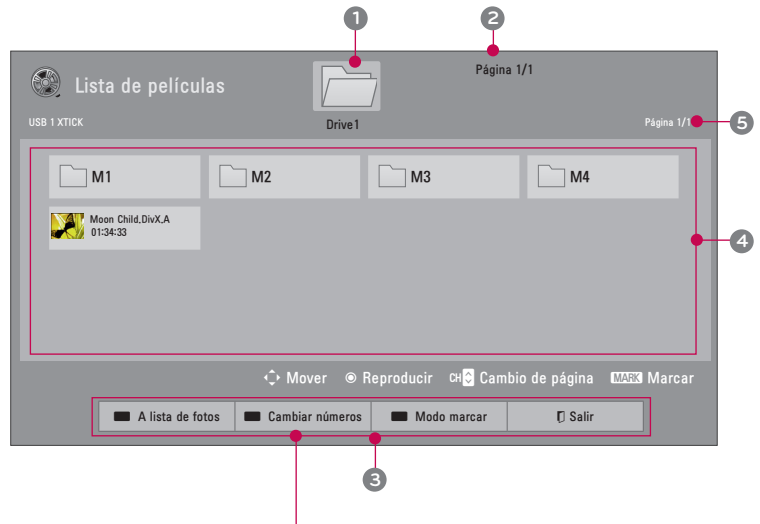 1
2
Página 1/1
Lista de películas
USB 1 XTICK
Drive1
Página 1/1
5
M1
M2
M3
M4
Moon Child,DivX,A
01:34:33
4
Mover
Reproducir
CH Cambio de página
MARK Marcar
A lista de fotos
Cambiar números
Modo marcar
Salir
3